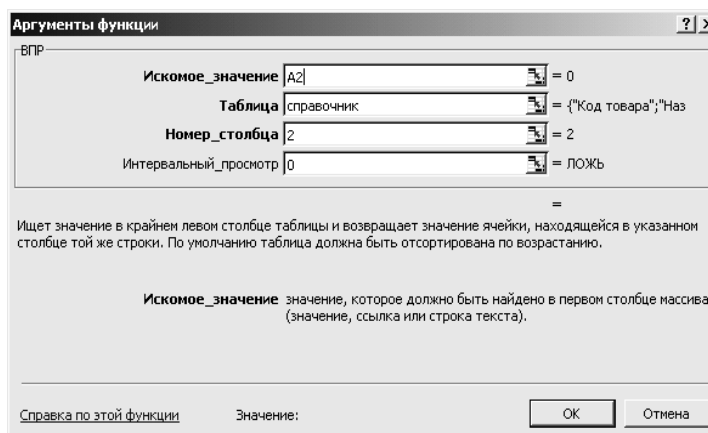 Аргументы функции
ВПР
Искомое_значение A2 = 0
Таблица справочник = {"Код товара";"Наз
Номер_столбца 2 = 2
Интервальный_просмотр 0 = ЛОЖЬ
=
Ищет значение в крайнем левом столбце таблицы и возвращает значение ячейки, находящейся в указанном
столбце той же строки. По умолчанию таблица должна быть отсортирована по возрастанию.
Искомое_значение значение, которое должно быть найдено в первом столбце массива
(значение, ссылка или строка текста).
Справка по этой функции Значение: OK Отмена